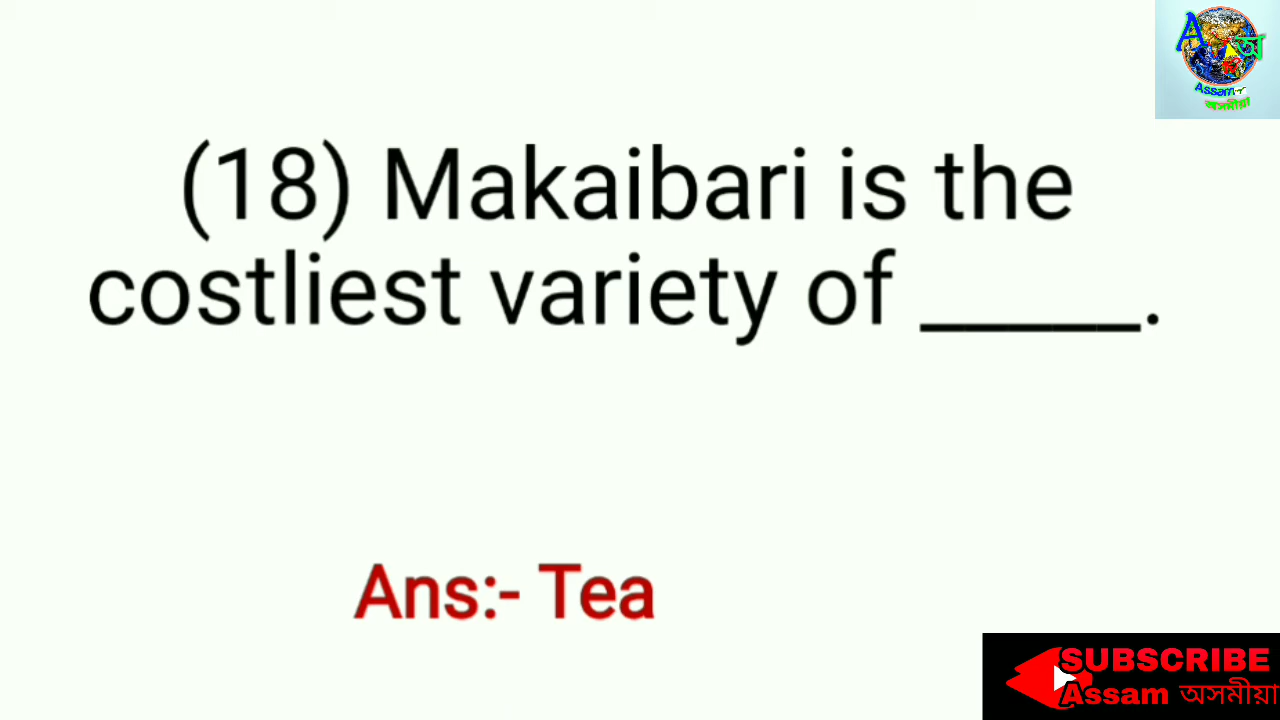 A অ
Assam
অসমীয়া
(18) Makaibari is the
costliest variety of _____.
Ans:- Tea
SUBSCRIBE
Assam অসমীয়া